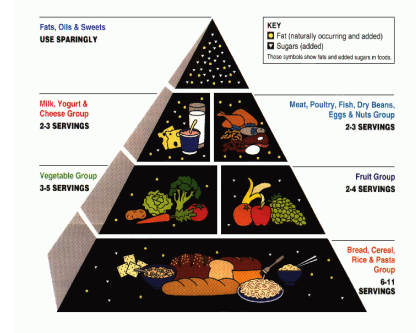 Fats, Oils & Sweets
USE SPARINGLY
KEY
Fat (naturally occurring and added)
Sugars (added)
These symbols show fats and added sugars in foods.
Milk, Yogurt &
Cheese Group
2-3 SERVINGS
Meat, Poultry, Fish, Dry Beans,
Eggs & Nuts Group
2-3 SERVINGS
Vegetable Group
3-5 SERVINGS
Fruit Group
2-4 SERVINGS
Bread, Cereal,
Rice & Pasta
Group
6-11
SERVINGS